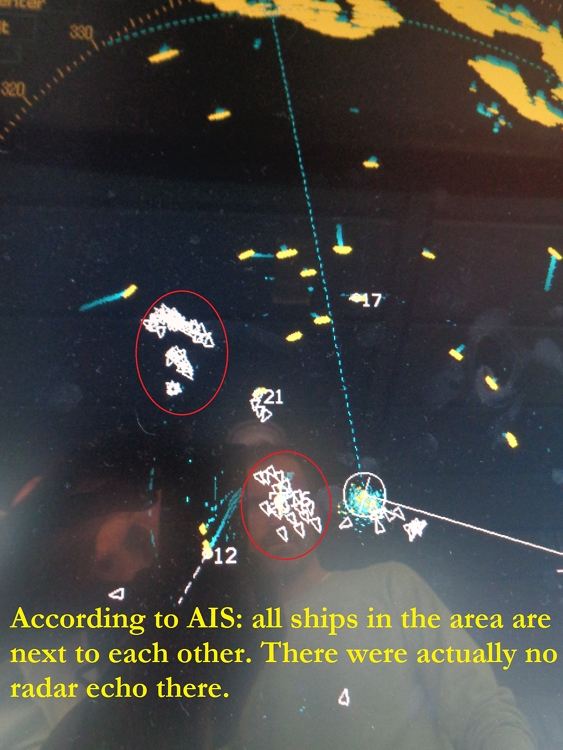 330
320
17
21
12
According to AIS: all ships in the area are
next to each other. There were actually no
radar echo there.